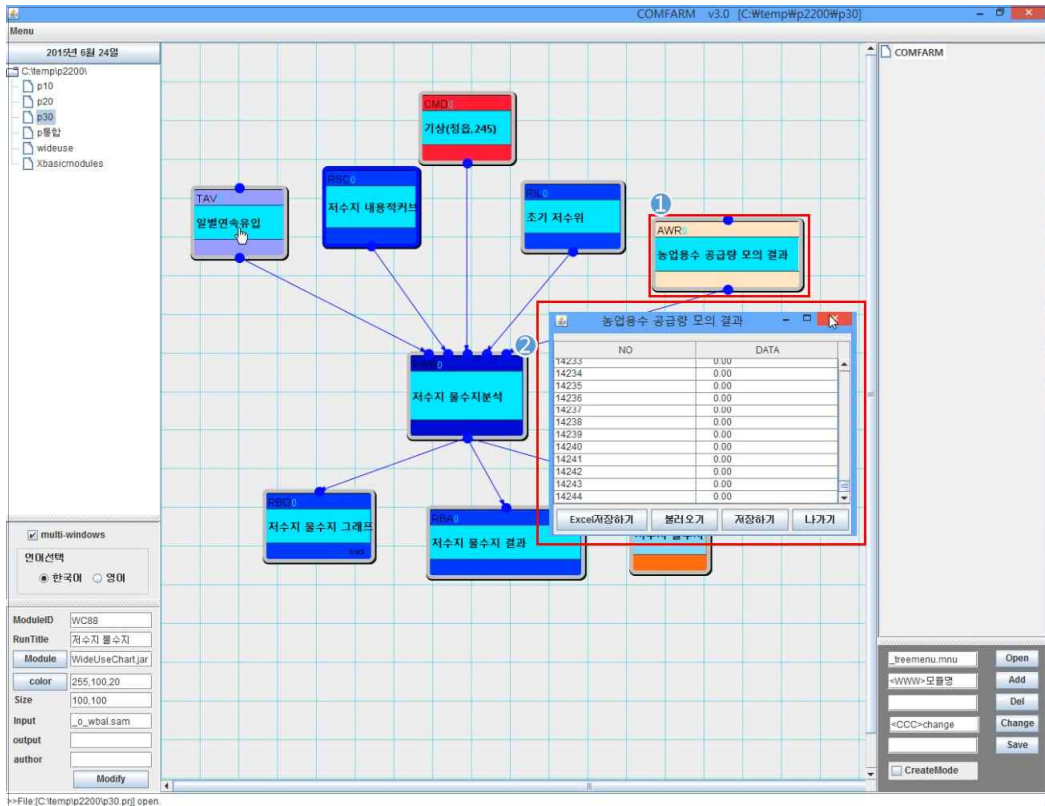 COMFARM v3.0 [C:₩temp₩p2200₩p30]
Menu
2015년 6월 24일
C:\temp\p2200\
p10
p20
p30
p통합
wideuse
Xbasicmodules
multi-windows
언어선택
한국어 영어
ModuleID WC88
RunTitle 저수지 물수지
Module WideUseChart.jar
color 255,100,20
Size 100,100
Input _o_wbal.sam
output
author
Modify
>>File:[C:\temp\p2200\p30.prj] open.
CMD0
기상(정읍,245)
TAV
일별연속유입
RSC0
저수지 내용적커브
RIL0
초기 저수위
1
AWR0
농업용수 공급량 모의 결과
2
저수지 물수지분석
RBG0
저수지 물수지 그래프
RBA0
저수지 물수지 결과
농업용수 공급량 모의 결과
NO DATA
14233 0.00
14234 0.00
14235 0.00
14236 0.00
14237 0.00
14238 0.00
14239 0.00
14240 0.00
14241 0.00
14242 0.00
14243 0.00
14244 0.00
Excel저장하기 불러오기 저장하기 나가기
COMFARM
_treemenu.mnu Open
<WWW>모듈명 Add
Del
<CCC>change Change
Save
CreateMode